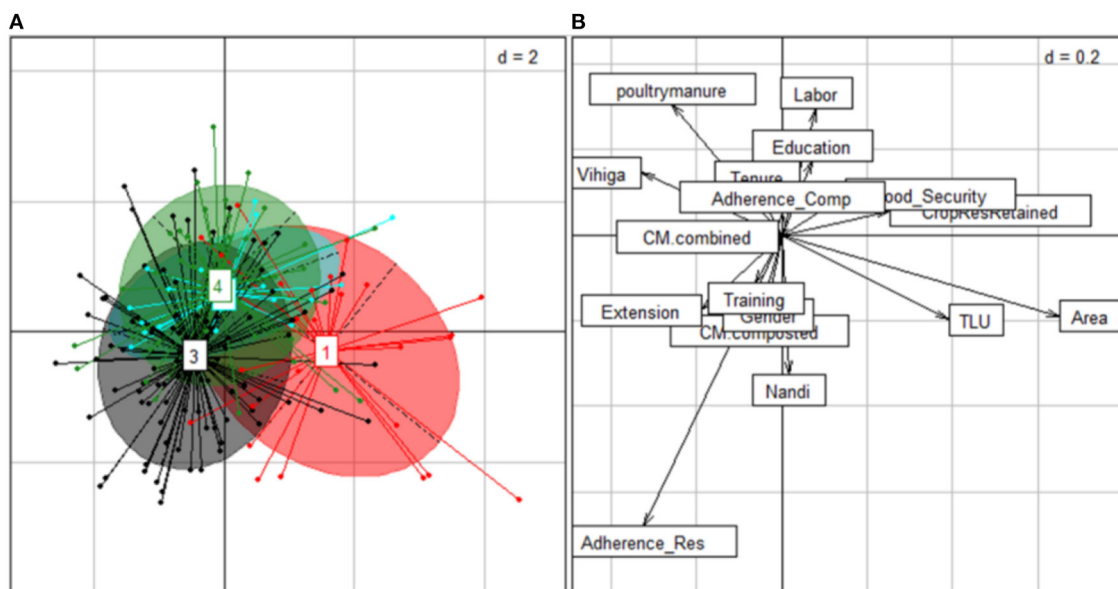 A
B
d = 2
d = 0.2
poultrymanure
Labor
Education
Vihiga
Tenure
Adherence_Comp
ood_Security
CropResRetained
CM.combined
Training
Extension
Gender
CM.composted
TLU
Area
Nandi
Adherence_Res
4
3
1